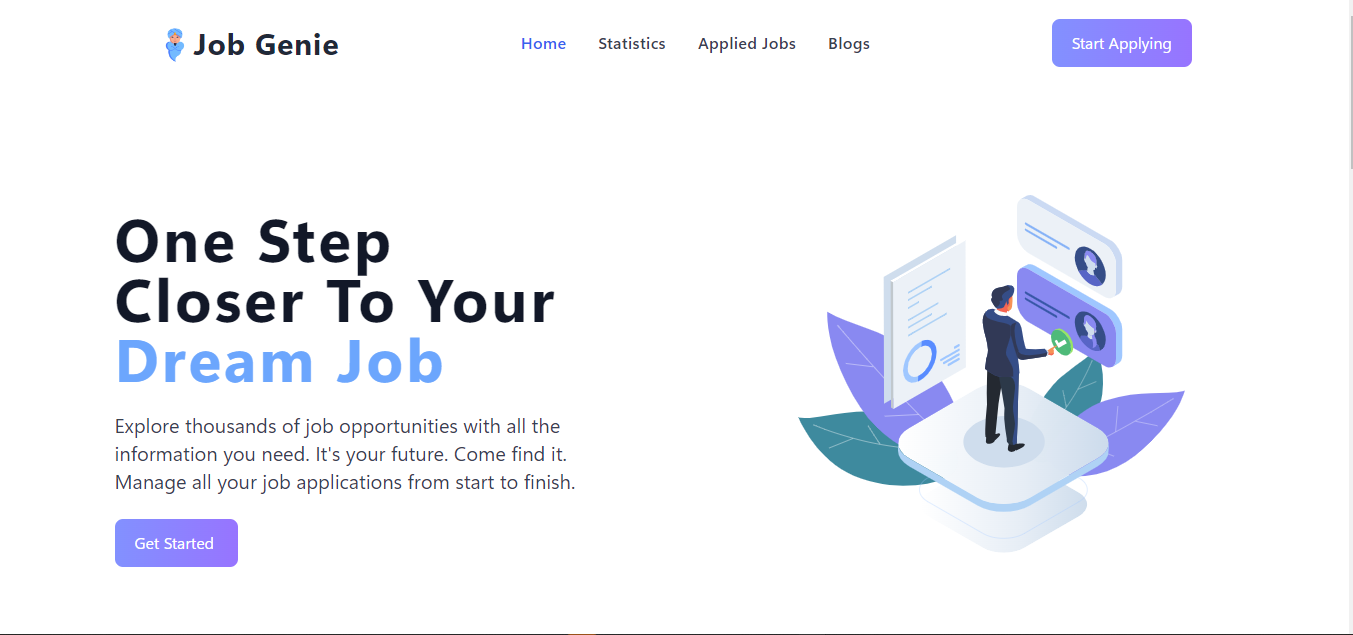 Job Genie
Home
Statistics
Applied Jobs
Blogs
Start Applying
One Step
Closer To Your
Dream Job
Explore thousands of job opportunities with all the
information you need. It's your future. Come find it.
Manage all your job applications from start to finish.
Get Started